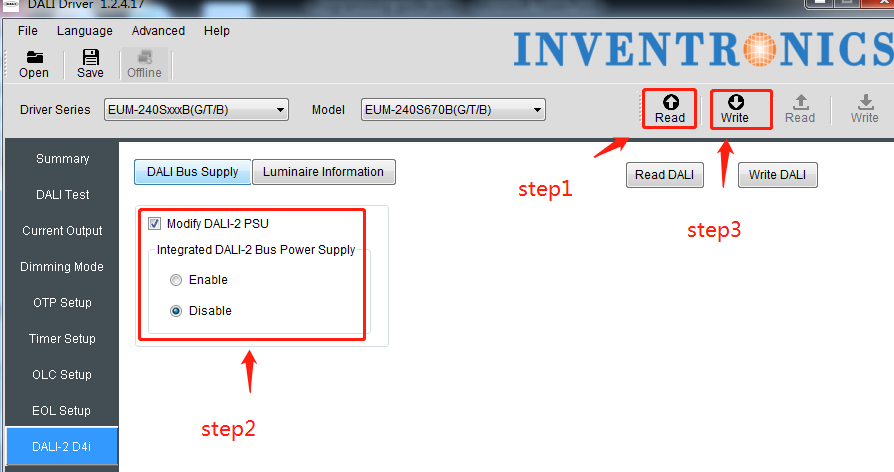 DALI Driver 1.2.4.17
File Language Advanced Help
INVENTRONICS
Open Save Offline
Driver Series EUM-240SxxxB(G/T/B) Model EUM-240S670B(G/T/B) Read Write Read Write
step1
step3
Summary
DALI Test
Current Output
Dimming Mode
OTP Setup
Timer Setup
OLC Setup
EOL Setup
DALI-2 D4i
DALI Bus Supply Luminaire Information Read DALI Write DALI
Modify DALI-2 PSU
Integrated DALI-2 Bus Power Supply
Enable
Disable
step2